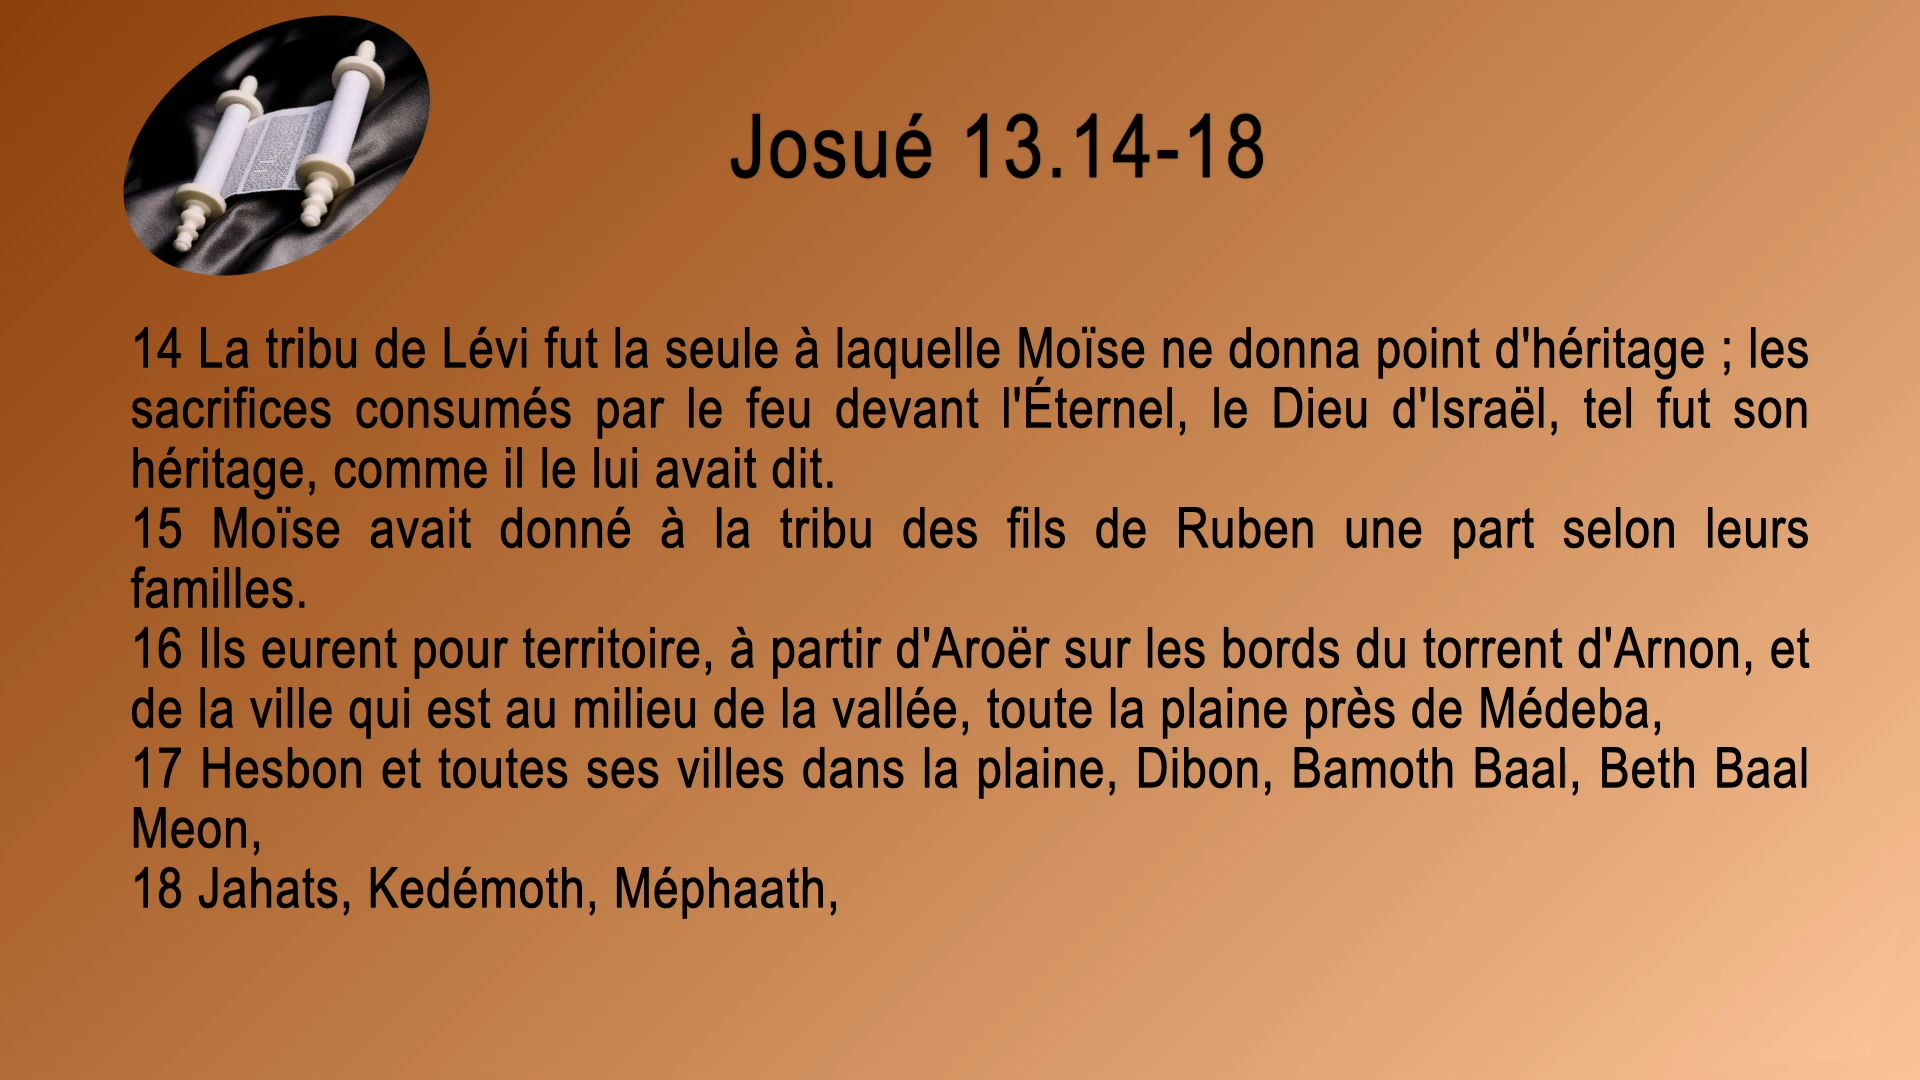 Josué 13.14-18
14 La tribu de Lévi fut la seule à laquelle Moïse ne donna point d'héritage ; les
sacrifices consumés par le feu devant l'Éternel, le Dieu d'Israël, tel fut son
héritage, comme il le lui avait dit.
15 Moïse avait donné à la tribu des fils de Ruben une part selon leurs
familles.
16 Ils eurent pour territoire, à partir d'Aroër sur les bords du torrent d'Arnon, et
de la ville qui est au milieu de la vallée, toute la plaine près de Médeba,
17 Hesbon et toutes ses villes dans la plaine, Dibon, Bamoth Baal, Beth Baal
Meon,
18 Jahats, Kedémoth, Méphaath,